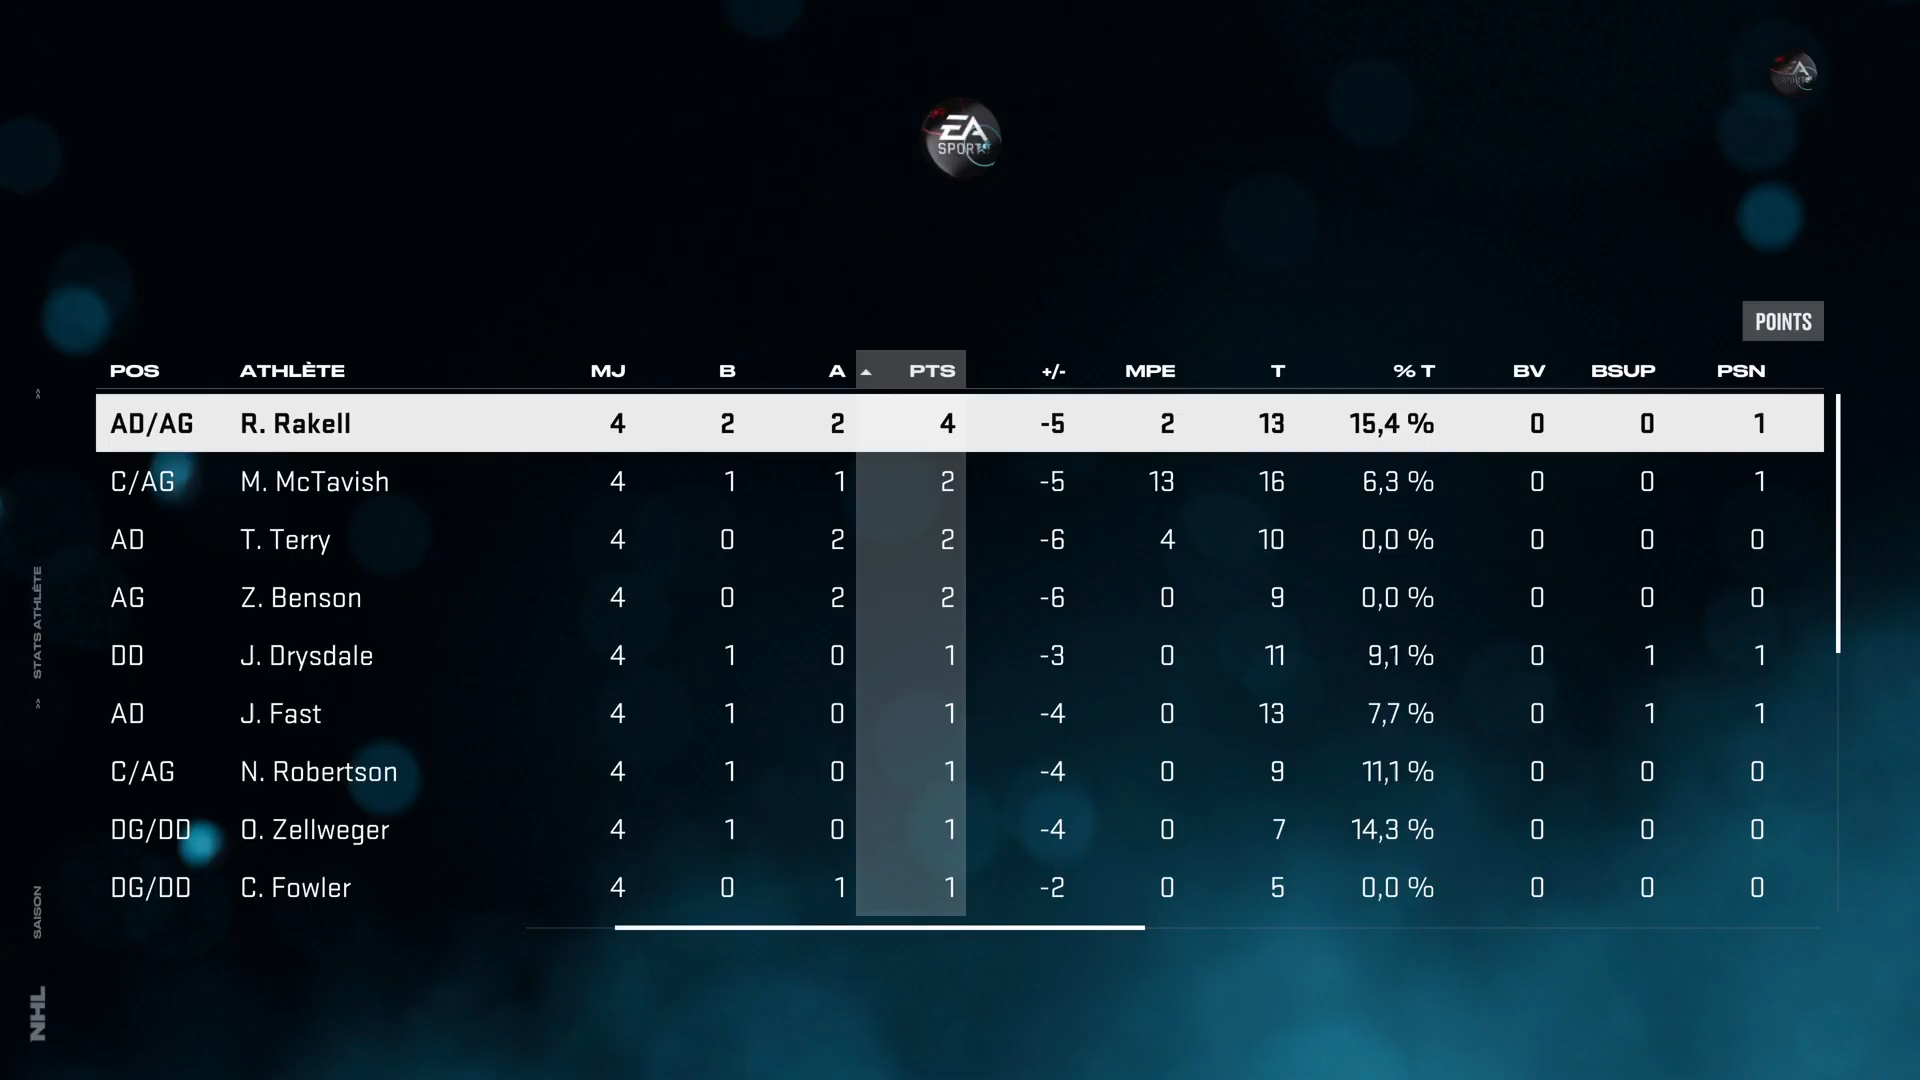 EA
SPORTS
POINTS
POS ATHLÈTE MJ B A PTS +/- MPE T % T BV BSUP PSN
AD/AG R. Rakell 4 2 2 4 -5 2 13 15,4 % 0 0 1
C/AG M. McTavish 4 1 1 2 -5 13 16 6,3 % 0 0 1
AD T. Terry 4 0 2 2 -6 4 10 0,0 % 0 0 0
AG Z. Benson 4 0 2 2 -6 0 9 0,0 % 0 0 0
DD J. Drysdale 4 1 0 1 -3 0 11 9,1 % 0 1 1
AD J. Fast 4 1 0 1 -4 0 13 7,7 % 0 1 1
C/AG N. Robertson 4 1 0 1 -4 0 9 11,1 % 0 0 0
DG/DD O. Zellweger 4 1 0 1 -4 0 7 14,3 % 0 0 0
DG/DD C. Fowler 4 0 1 1 -2 0 5 0,0 % 0 0 0
>> STATS ATHLÈTE >>
SAISON
NHL